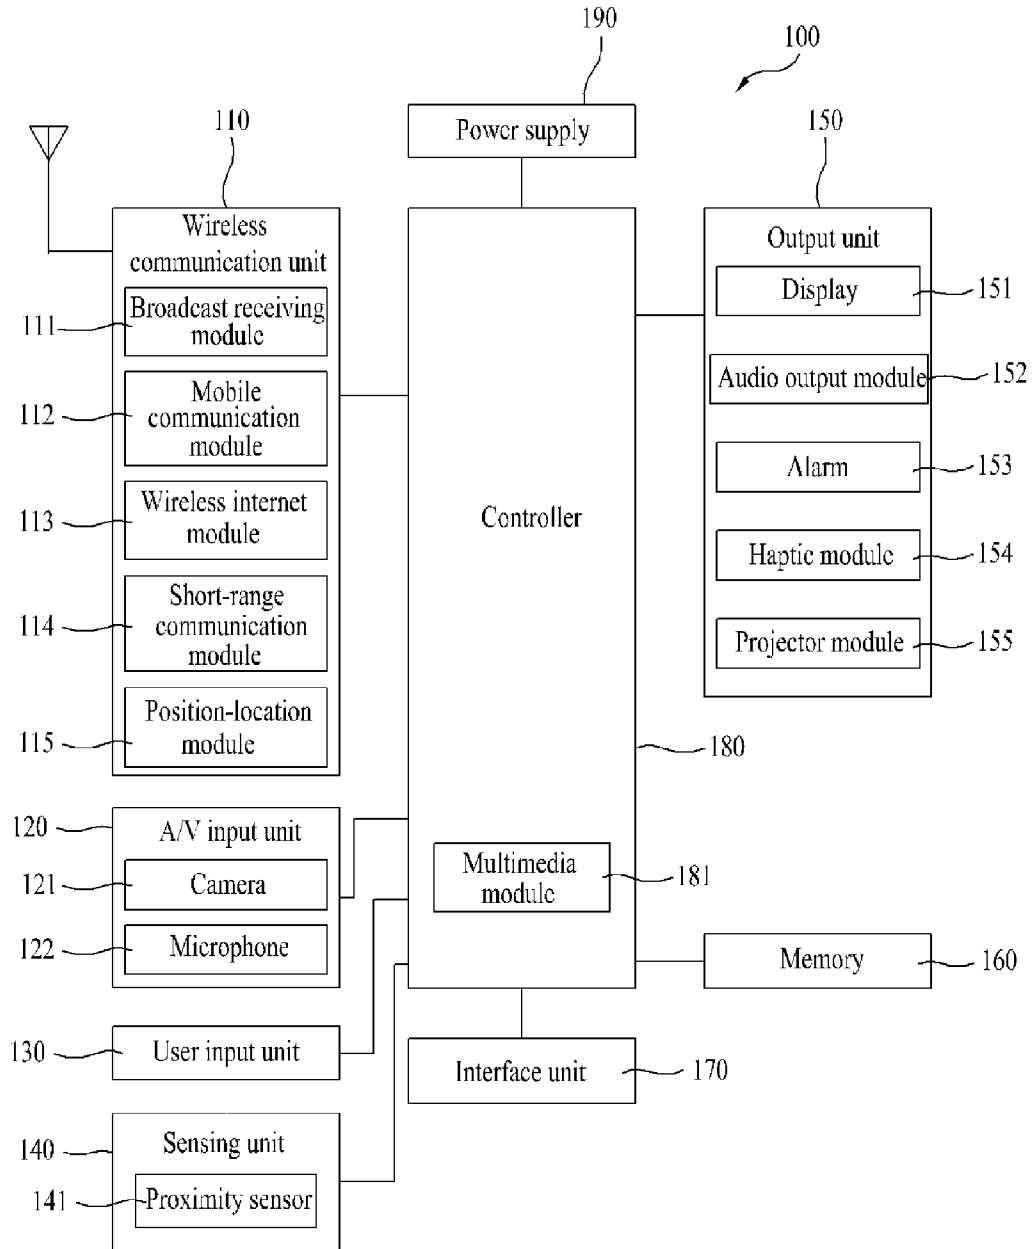 190
100
Power supply
110
150
Wireless
communication unit
Output unit
Broadcast receiving
module
111
Display
151
Mobile
communication
module
112
Audio output module
152
Alarm
153
Wireless internet
module
113
Controller
Haptic module
154
Short-range
communication
module
114
Projector module
155
Position-location
module
115
180
120
A/V input unit
121
Camera
Multimedia
module
181
122
Microphone
Memory
160
130
User input unit
Interface unit
170
140
Sensing unit
141
Proximity sensor